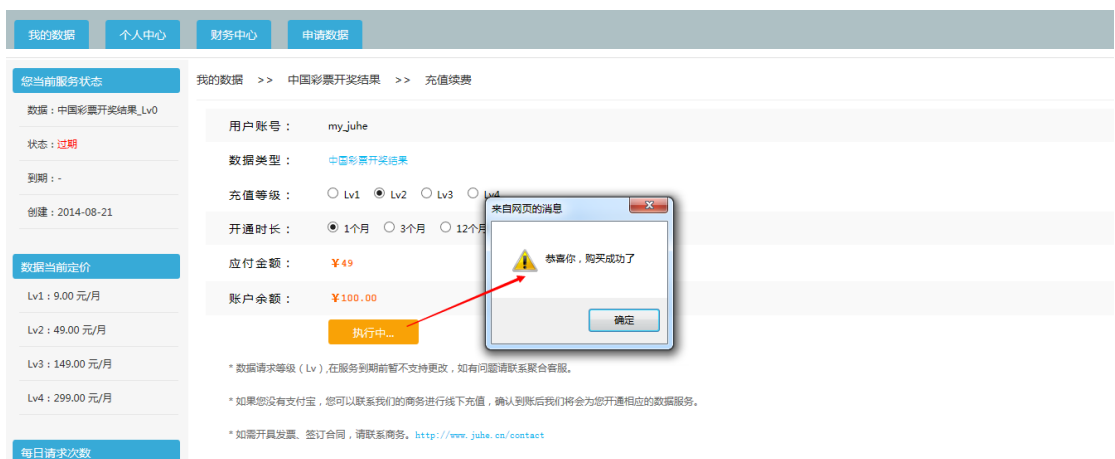 我的数据 个人中心 财务中心 申请数据
您当前服务状态
数据：中国彩票开奖结果_Lv0
状态：过期
到期：-
创建：2014-08-21
数据当前定价
Lv1：9.00 元/月
Lv2：49.00 元/月
Lv3：149.00 元/月
Lv4：299.00 元/月
每日请求次数
我的数据 >> 中国彩票开奖结果 >> 充值续费
用户账号： my_juhe
数据类型： 中国彩票开奖结果
充值等级： Lv1 Lv2 Lv3 Lv4
开通时长： 1个月 3个月 12个月
应付金额： ￥49
账户余额： ￥100.00
执行中...
来自网页的消息
恭喜你，购买成功了
确定
* 数据请求等级（Lv）,在服务到期前暂不支持更改，如有问题请联系聚合客服。
* 如果您没有支付宝，您可以联系我们的商务进行线下充值，确认到账后我们将会为您开通相应的数据服务。
* 如需开具发票、签订合同，请联系商务。http://www.juhe.cn/contact